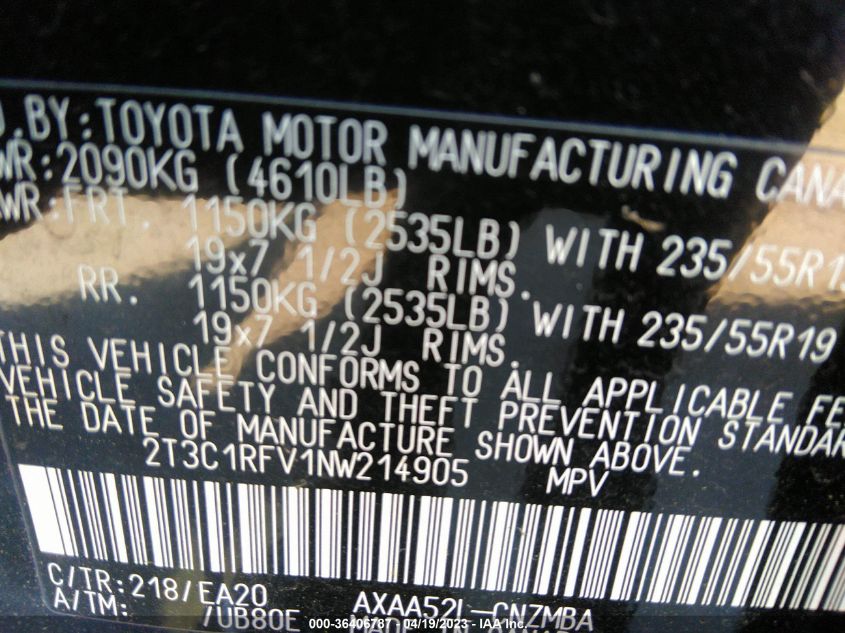 D.BY:TOYOTA MOTOR MANUFACTURING CANA
WR:2090KG (4610LB)
WR:FRT. 1150KG (2535LB) WITH 235/55R19
19x7 1/2J RIMS.
RR. 1150KG (2535LB) WITH 235/55R19
19x7 1/2J RIMS.
THIS VEHICLE CONFORMS TO ALL APPLICABLE FE
VEHICLE SAFETY AND THEFT PREVENTION STANDAR
THE DATE OF MANUFACTURE SHOWN ABOVE.
2T3C1RFV1NW214905 MPV
C/TR:218/EA20 AXAA52L-CNZMBA
A/TM: /UB80E MADE IN
000-36406787 - 04/19/2023 - IAA Inc.